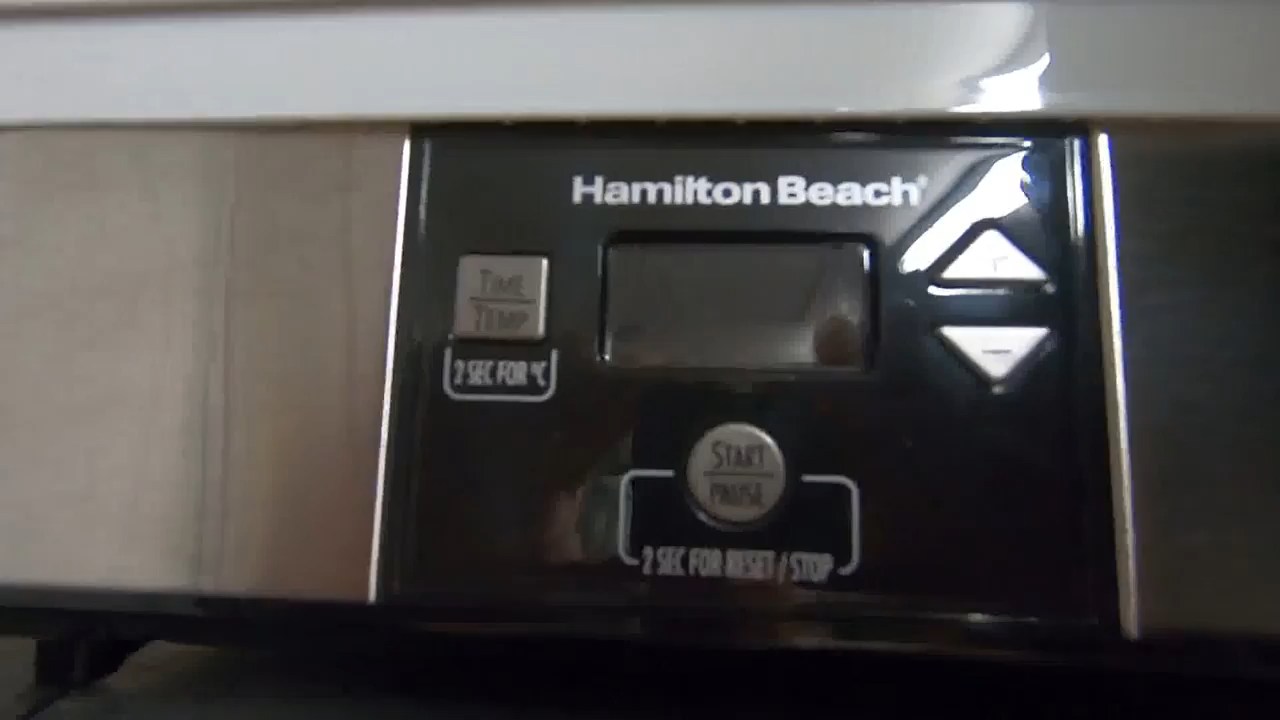 Hamilton Beach®
TIME
TEMP
2 SEC FOR °C
+
−
START
PAUSE
2 SEC FOR RESET / STOP